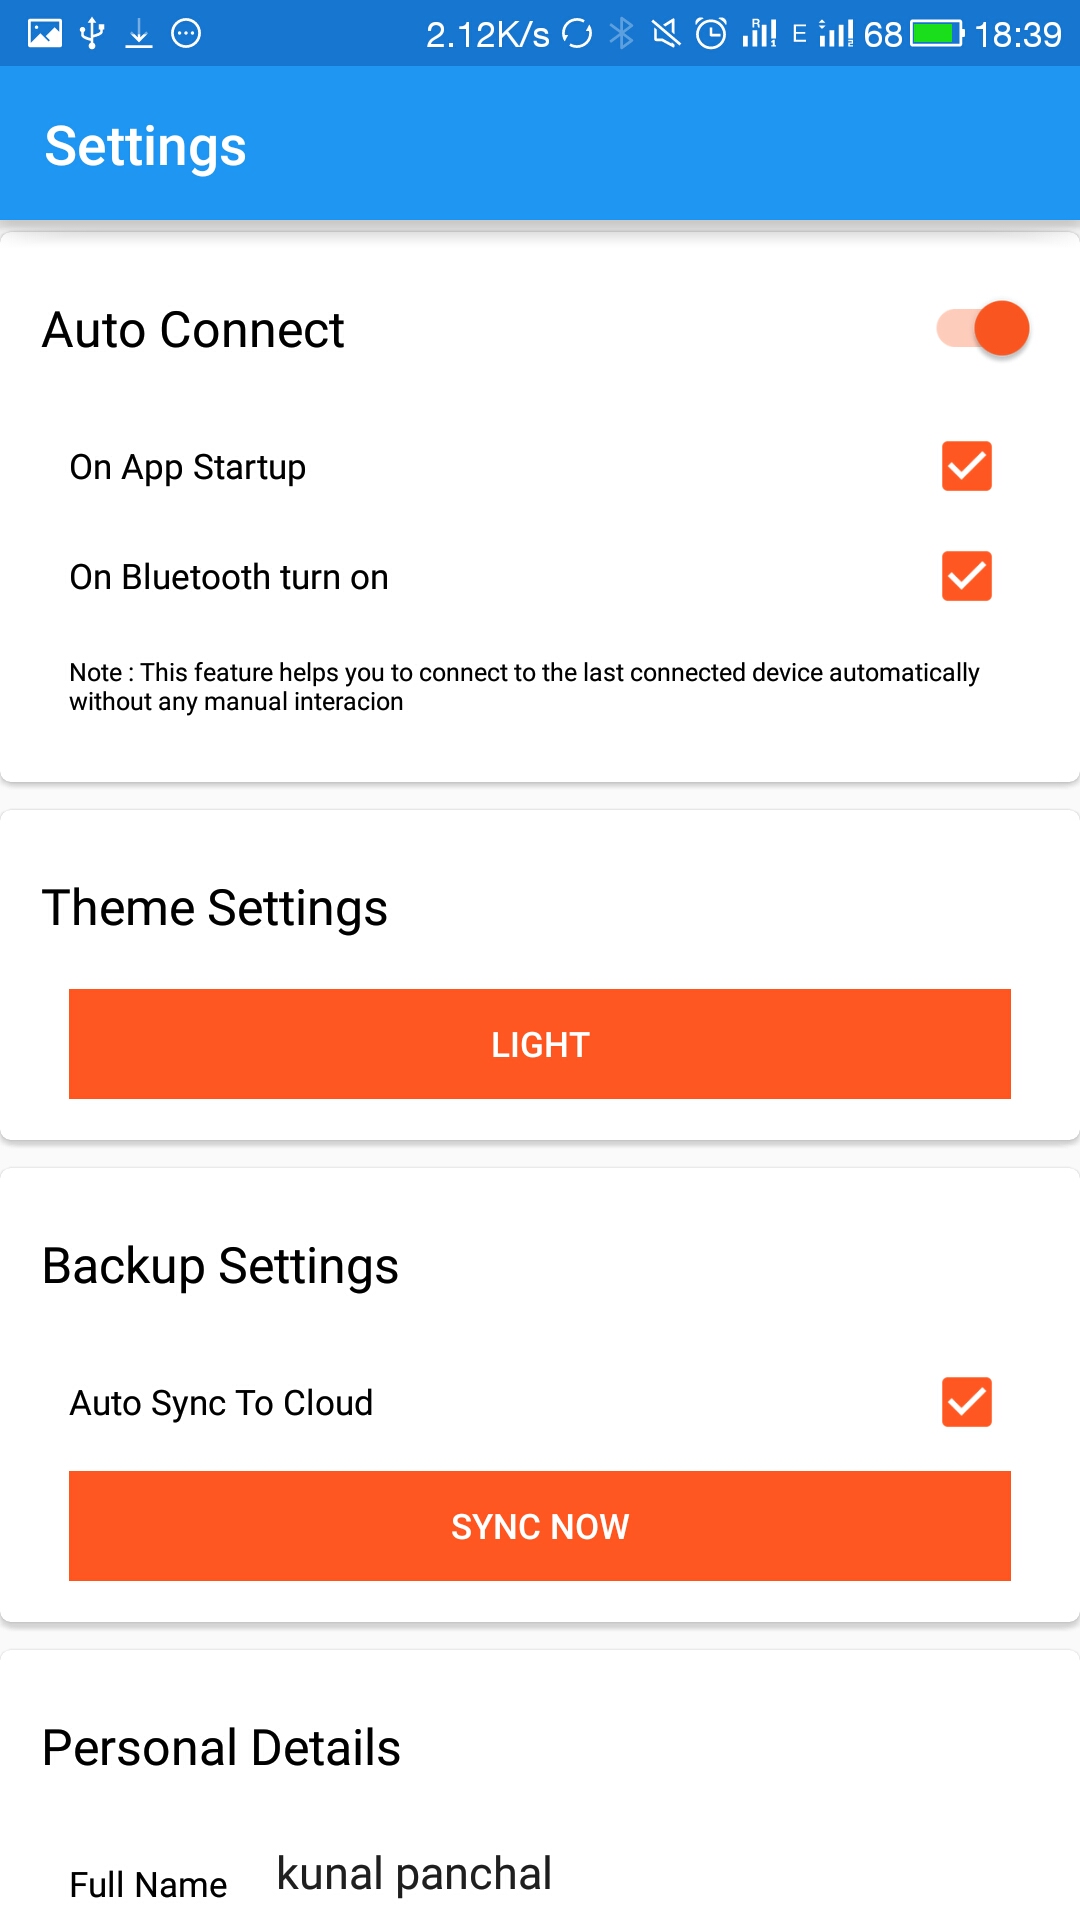 2.12K/s R 1 E 2 68 18:39
Settings
Auto Connect
On App Startup
On Bluetooth turn on
Note : This feature helps you to connect to the last connected device automatically
without any manual interacion
Theme Settings
LIGHT
Backup Settings
Auto Sync To Cloud
SYNC NOW
Personal Details
Full Name kunal panchal